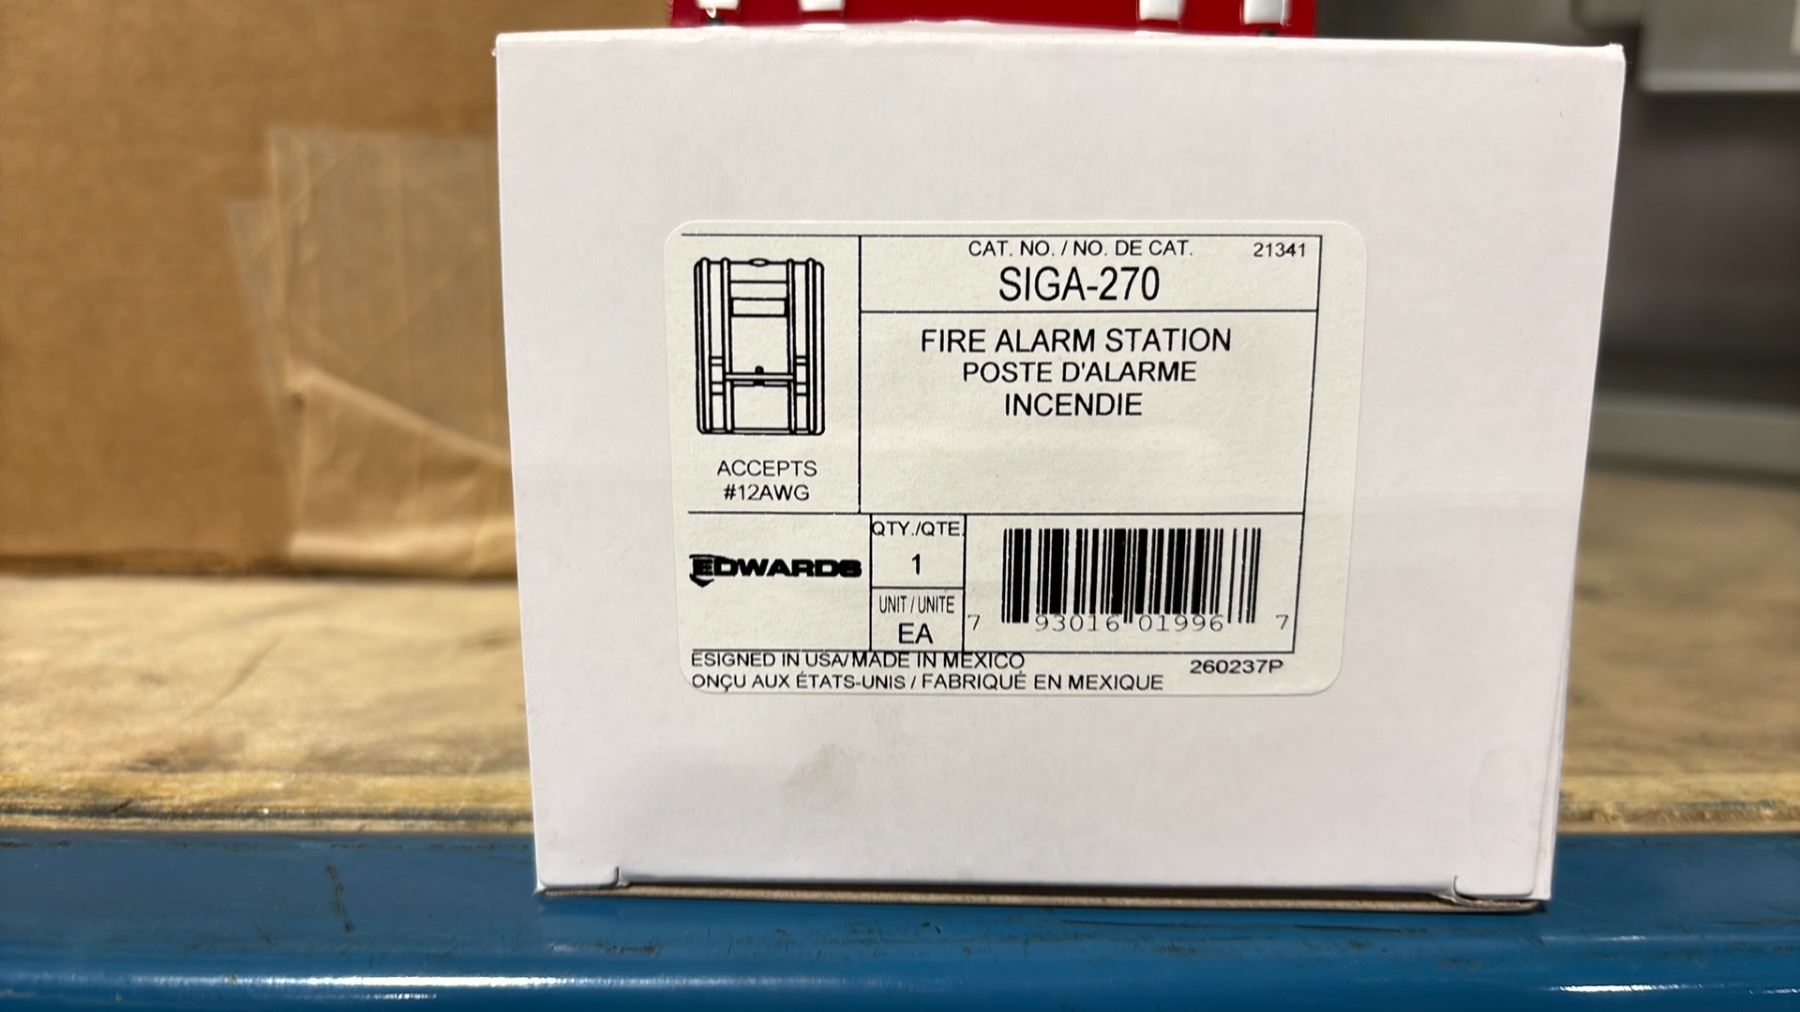 CAT. NO. / NO. DE CAT. 21341
SIGA-270
FIRE ALARM STATION
POSTE D'ALARME
INCENDIE
ACCEPTS
#12AWG
EDWARDS
QTY./QTE.
1
UNIT / UNITÉ
EA
7 93016 01996 7
ESIGNED IN USA/MADE IN MEXICO
ONÇU AUX ÉTATS-UNIS / FABRIQUÉ EN MEXIQUE
260237P